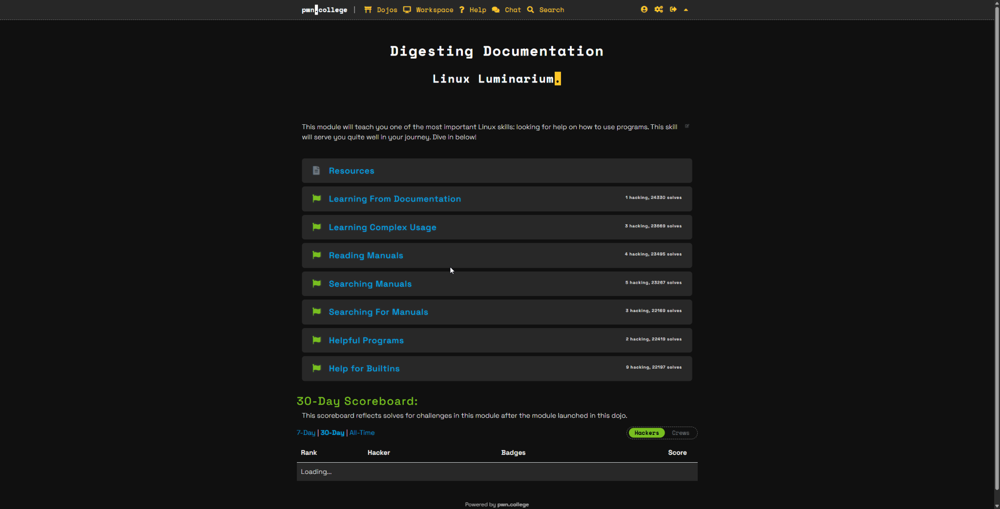 pwn.college | Dojos Workspace ? Help Chat Search
Digesting Documentation
Linux Luminarium.
This module will teach you one of the most important Linux skills: looking for help on how to use programs. This skill
will serve you quite well in your journey. Dive in below!
Resources
Learning From Documentation 1 hacking, 24330 solves
Learning Complex Usage 3 hacking, 23669 solves
Reading Manuals 4 hacking, 23495 solves
Searching Manuals 5 hacking, 23267 solves
Searching For Manuals 3 hacking, 22169 solves
Helpful Programs 2 hacking, 22419 solves
Help for Builtins 9 hacking, 22197 solves
30-Day Scoreboard:
This scoreboard reflects solves for challenges in this module after the module launched in this dojo.
7-Day | 30-Day | All-Time Hackers Crews
Rank Hacker Badges Score
Loading...
Powered by pwn.college